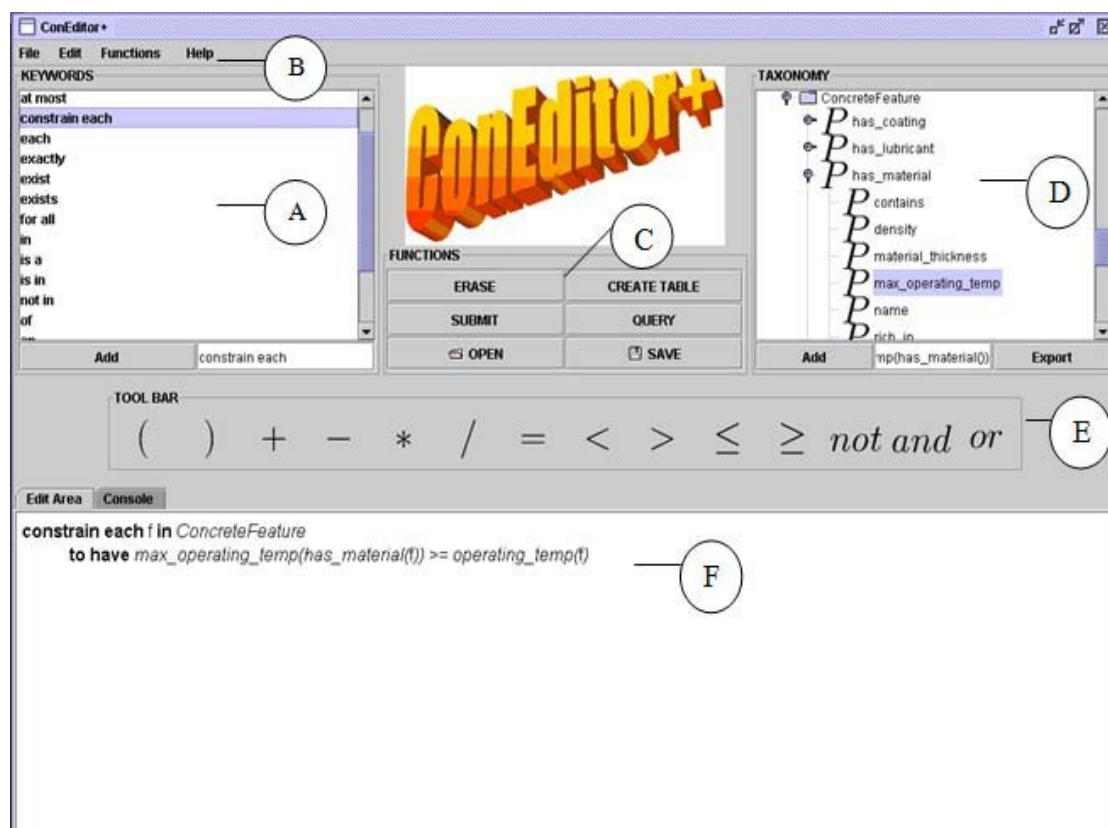 ConEditor+
File Edit Functions Help
B
KEYWORDS
at most
constrain each
each
exactly
exist
exists
for all
in
is a
is in
not in
of
Add constrain each
A
ConEditor+
C
FUNCTIONS
ERASE CREATE TABLE
SUBMIT QUERY
OPEN SAVE
TAXONOMY
ConcreteFeature
P has_coating
P has_lubricant
P has_material
P contains
P density
P material_thickness
P max_operating_temp
P name
P rich_in
D
Add mp(has_material()) Export
TOOL BAR
( ) + − * / = < > ≤ ≥ not and or
E
Edit Area Console
constrain each f in ConcreteFeature
to have max_operating_temp(has_material(f)) >= operating_temp(f)
F